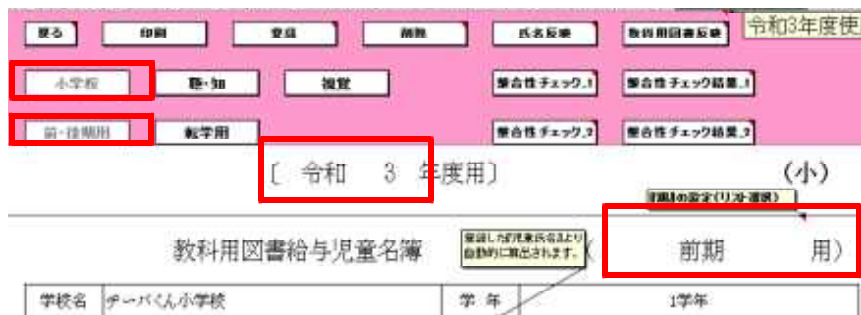 戻る 印刷 登録 削除 氏名反映 教科用図書反映 令和3年度使
小学校 聴・知 視覚 整合性チェック_1 整合性チェック結果_1
前・後期用 転学用 整合性チェック_2 整合性チェック結果_2
〔 令和 3 年度用〕 (小)
期の設定(リスト選択)
教科用図書給与児童名簿 ( 前期 用)
登録した児童氏名および
自動的に算出されます。
学校名 チーバくん小学校 学 年 1学年